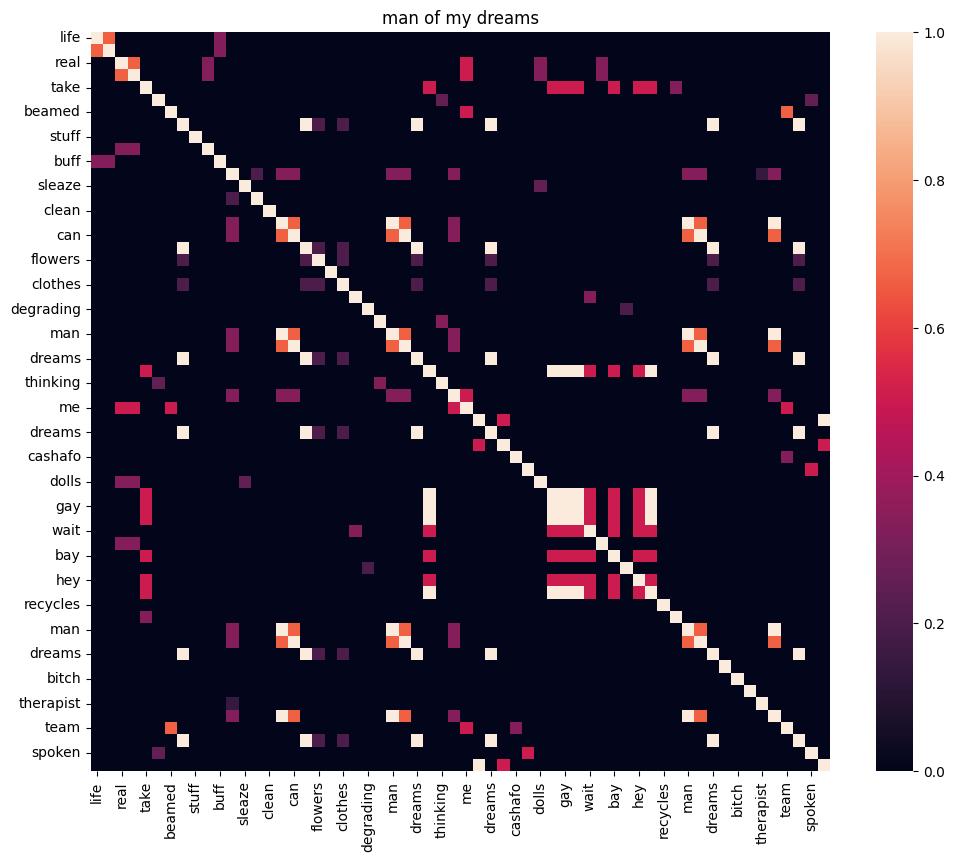 man of my dreams
life
real
take
beamed
stuff
buff
sleaze
clean
can
flowers
clothes
degrading
man
dreams
thinking
me
dreams
cashafo
dolls
gay
wait
bay
hey
recycles
man
dreams
bitch
therapist
team
spoken
1.0
0.8
0.6
0.4
0.2
0.0
life
real
take
beamed
stuff
buff
sleaze
clean
can
flowers
clothes
degrading
man
dreams
thinking
me
dreams
cashafo
dolls
gay
wait
bay
hey
recycles
man
dreams
bitch
therapist
team
spoken